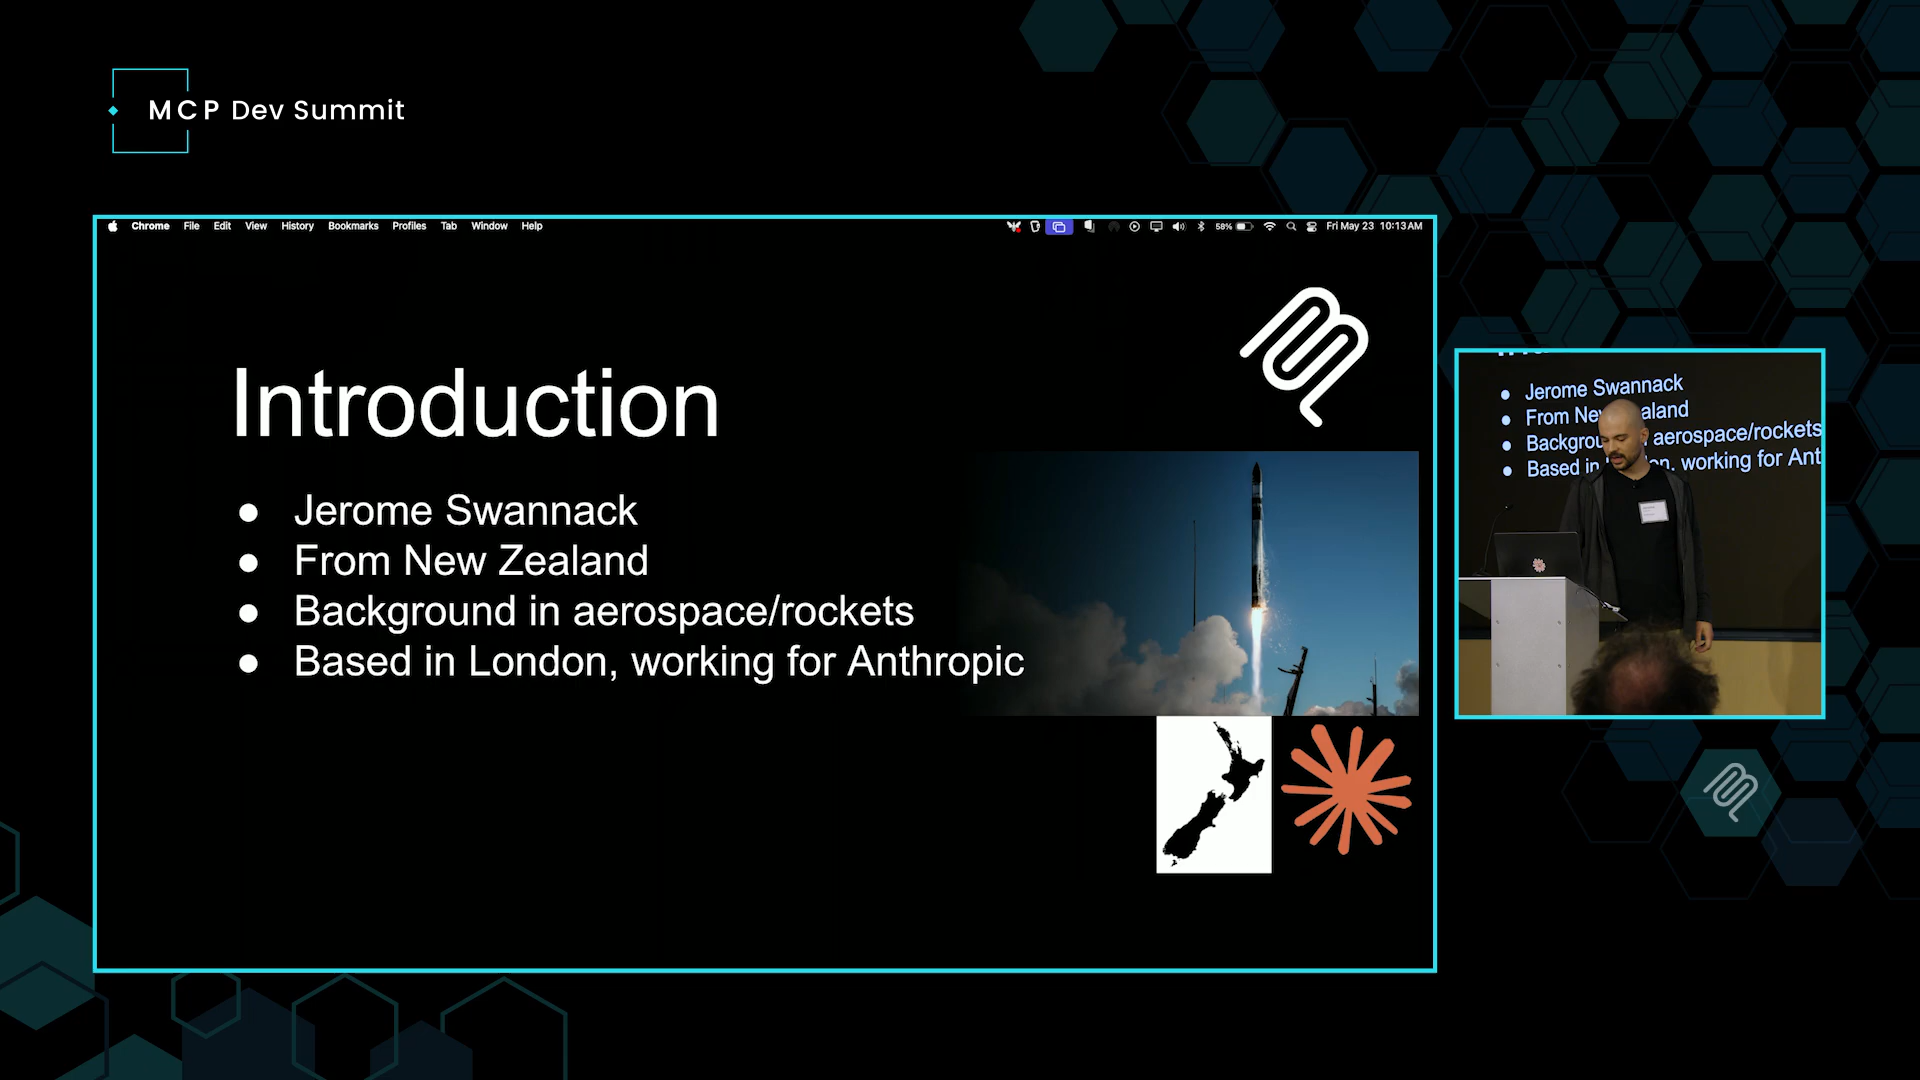 MCP Dev Summit
Chrome File Edit View History Bookmarks Profiles Tab Window Help 58% Fri May 23 10:13 AM
Introduction
● Jerome Swannack
● From New Zealand
● Background in aerospace/rockets
● Based in London, working for Anthropic
● Jerome Swannack
● From New Zealand
● Background in aerospace/rockets
● Based in London, working for Ant